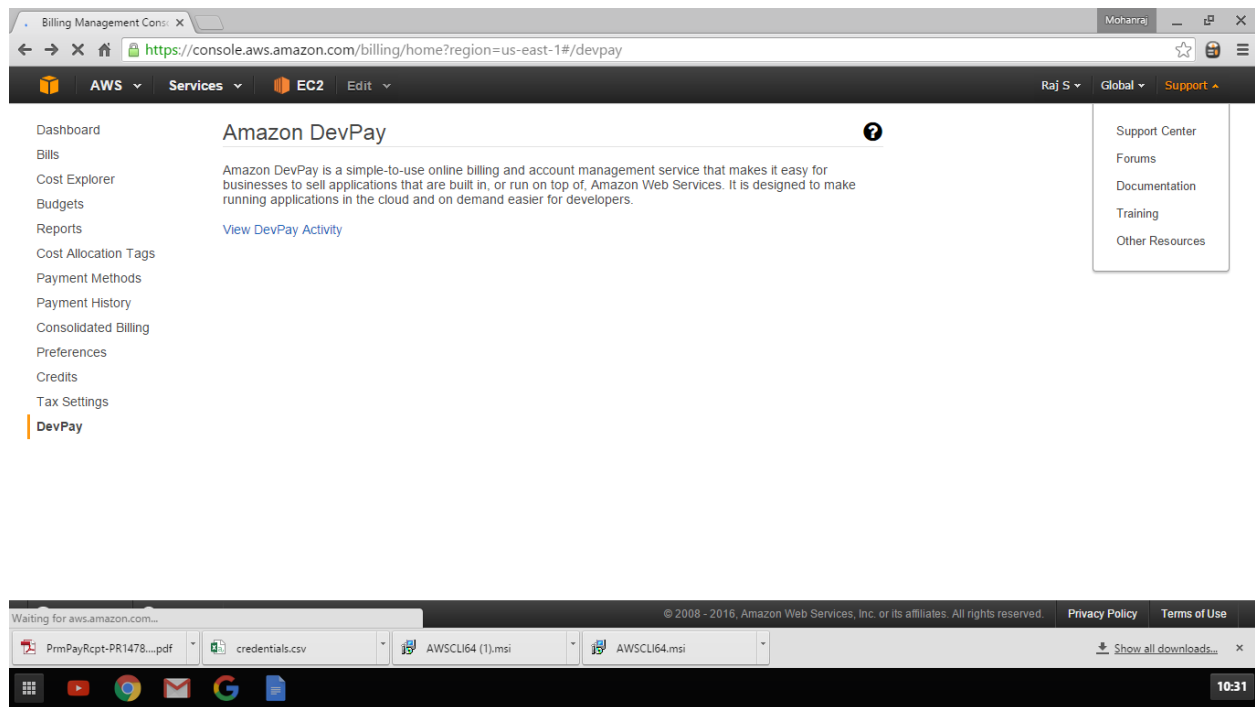 Billing Management Conso
Mohanraj
https://console.aws.amazon.com/billing/home?region=us-east-1#/devpay
AWS Services EC2 Edit Raj S Global Support
Dashboard
Bills
Cost Explorer
Budgets
Reports
Cost Allocation Tags
Payment Methods
Payment History
Consolidated Billing
Preferences
Credits
Tax Settings
DevPay
Amazon DevPay
Amazon DevPay is a simple-to-use online billing and account management service that makes it easy for
businesses to sell applications that are built in, or run on top of, Amazon Web Services. It is designed to make
running applications in the cloud and on demand easier for developers.
View DevPay Activity
Support Center
Forums
Documentation
Training
Other Resources
Waiting for aws.amazon.com...
© 2008 - 2016, Amazon Web Services, Inc. or its affiliates. All rights reserved. Privacy Policy Terms of Use
PrmPayRcpt-PR1478....pdf credentials.csv AWSCLI64 (1).msi AWSCLI64.msi Show all downloads...
10:31